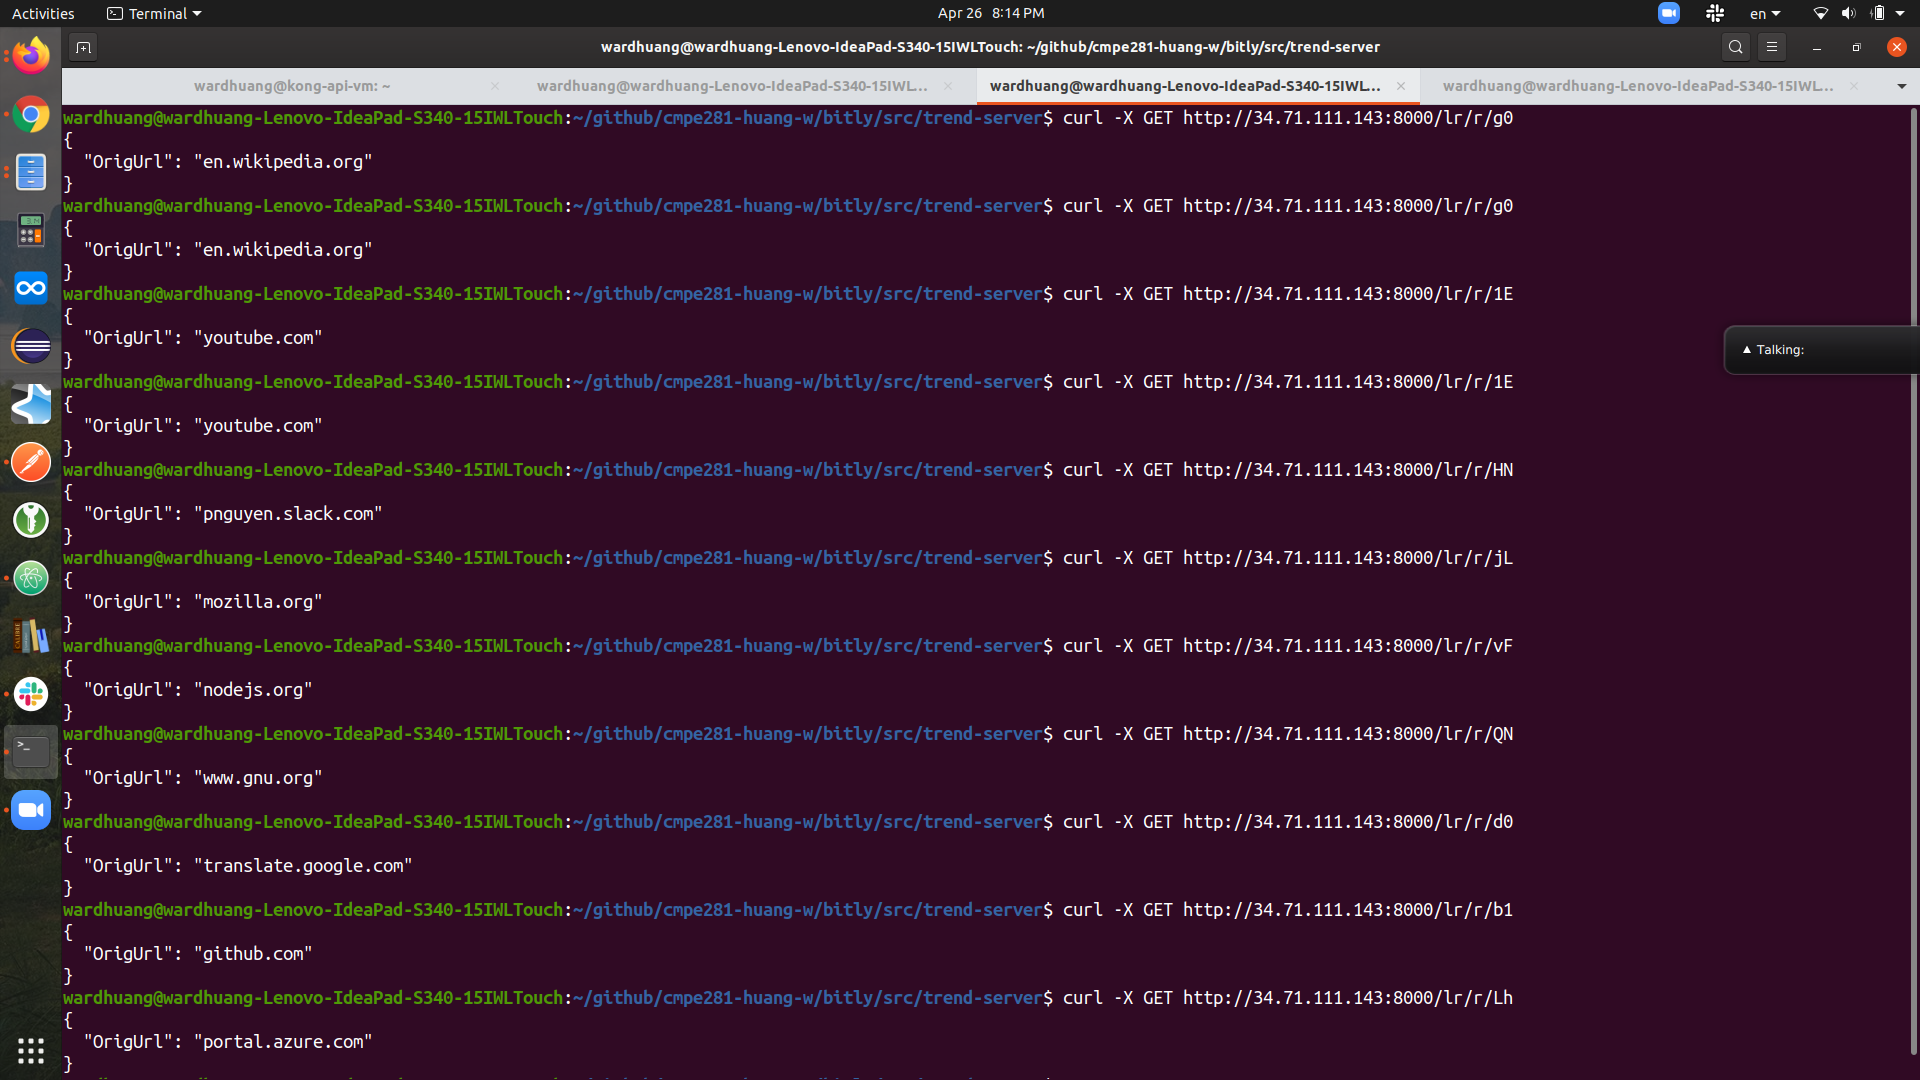 Activities Terminal Apr 26 8:14 PM en
wardhuang@wardhuang-Lenovo-IdeaPad-S340-15IWLTouch: ~/github/cmpe281-huang-w/bitly/src/trend-server
wardhuang@kong-api-vm: ~ wardhuang@wardhuang-Lenovo-IdeaPad-S340-15IWL... wardhuang@wardhuang-Lenovo-IdeaPad-S340-15IWL... wardhuang@wardhuang-Lenovo-IdeaPad-S340-15IWL...
wardhuang@wardhuang-Lenovo-IdeaPad-S340-15IWLTouch:~/github/cmpe281-huang-w/bitly/src/trend-server$ curl -X GET http://34.71.111.143:8000/lr/r/g0
{
"OrigUrl": "en.wikipedia.org"
}
wardhuang@wardhuang-Lenovo-IdeaPad-S340-15IWLTouch:~/github/cmpe281-huang-w/bitly/src/trend-server$ curl -X GET http://34.71.111.143:8000/lr/r/g0
{
"OrigUrl": "en.wikipedia.org"
}
wardhuang@wardhuang-Lenovo-IdeaPad-S340-15IWLTouch:~/github/cmpe281-huang-w/bitly/src/trend-server$ curl -X GET http://34.71.111.143:8000/lr/r/1E
{
"OrigUrl": "youtube.com"
}
Talking:
wardhuang@wardhuang-Lenovo-IdeaPad-S340-15IWLTouch:~/github/cmpe281-huang-w/bitly/src/trend-server$ curl -X GET http://34.71.111.143:8000/lr/r/1E
{
"OrigUrl": "youtube.com"
}
wardhuang@wardhuang-Lenovo-IdeaPad-S340-15IWLTouch:~/github/cmpe281-huang-w/bitly/src/trend-server$ curl -X GET http://34.71.111.143:8000/lr/r/HN
{
"OrigUrl": "pnguyen.slack.com"
}
wardhuang@wardhuang-Lenovo-IdeaPad-S340-15IWLTouch:~/github/cmpe281-huang-w/bitly/src/trend-server$ curl -X GET http://34.71.111.143:8000/lr/r/jL
{
"OrigUrl": "mozilla.org"
}
wardhuang@wardhuang-Lenovo-IdeaPad-S340-15IWLTouch:~/github/cmpe281-huang-w/bitly/src/trend-server$ curl -X GET http://34.71.111.143:8000/lr/r/vF
{
"OrigUrl": "nodejs.org"
}
wardhuang@wardhuang-Lenovo-IdeaPad-S340-15IWLTouch:~/github/cmpe281-huang-w/bitly/src/trend-server$ curl -X GET http://34.71.111.143:8000/lr/r/QN
{
"OrigUrl": "www.gnu.org"
}
wardhuang@wardhuang-Lenovo-IdeaPad-S340-15IWLTouch:~/github/cmpe281-huang-w/bitly/src/trend-server$ curl -X GET http://34.71.111.143:8000/lr/r/d0
{
"OrigUrl": "translate.google.com"
}
wardhuang@wardhuang-Lenovo-IdeaPad-S340-15IWLTouch:~/github/cmpe281-huang-w/bitly/src/trend-server$ curl -X GET http://34.71.111.143:8000/lr/r/b1
{
"OrigUrl": "github.com"
}
wardhuang@wardhuang-Lenovo-IdeaPad-S340-15IWLTouch:~/github/cmpe281-huang-w/bitly/src/trend-server$ curl -X GET http://34.71.111.143:8000/lr/r/Lh
{
"OrigUrl": "portal.azure.com"
}